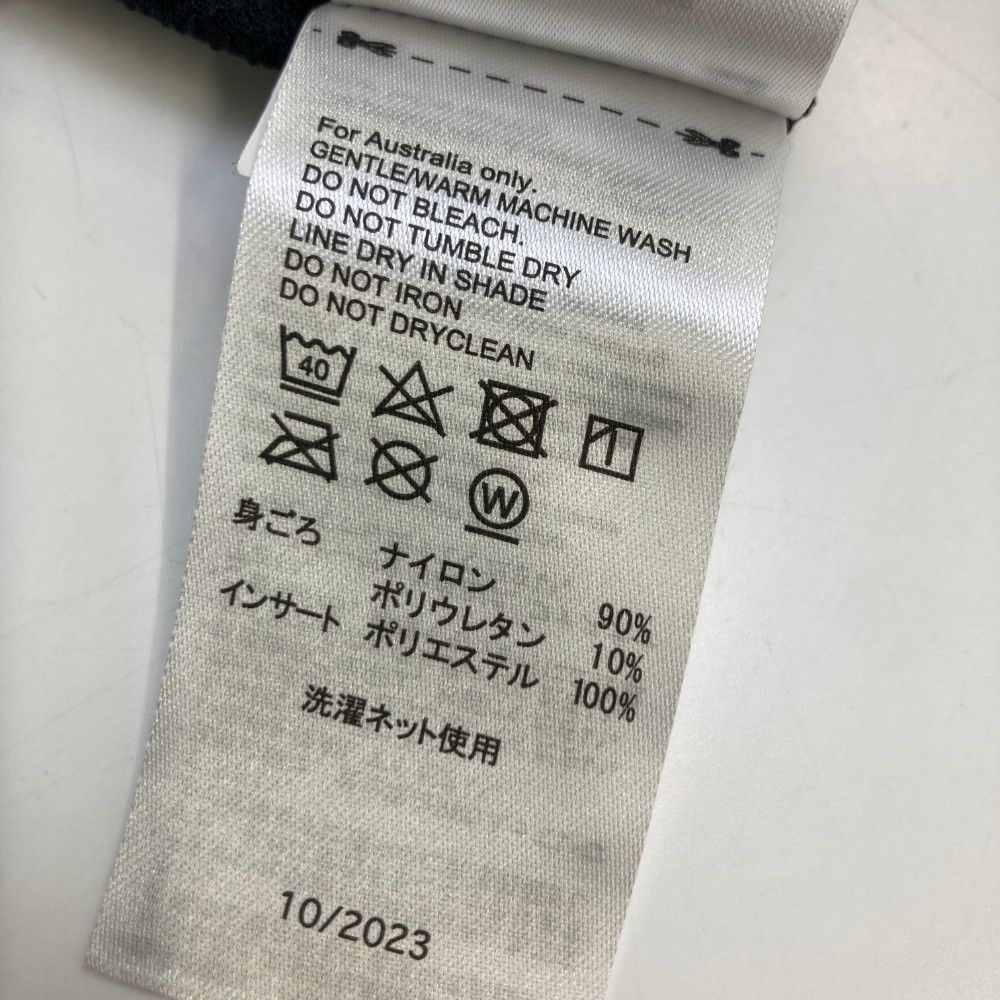 For Australia only.
GENTLE/WARM MACHINE WASH
DO NOT BLEACH.
DO NOT TUMBLE DRY
LINE DRY IN SHADE
DO NOT IRON
DO NOT DRYCLEAN
40
W
身ごろ ナイロン 90%
ポリウレタン 10%
インサート ポリエステル 100%
洗濯ネット使用
10/2023